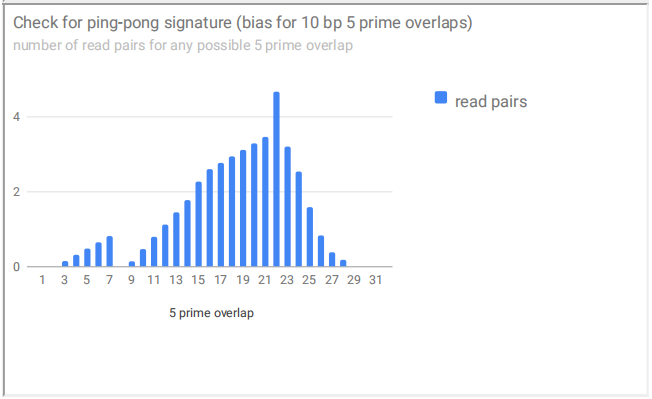 Check for ping-pong signature (bias for 10 bp 5 prime overlaps)
number of read pairs for any possible 5 prime overlap
read pairs
4
2
0
1 3 5 7 9 11 13 15 17 19 21 23 25 27 29 31
5 prime overlap